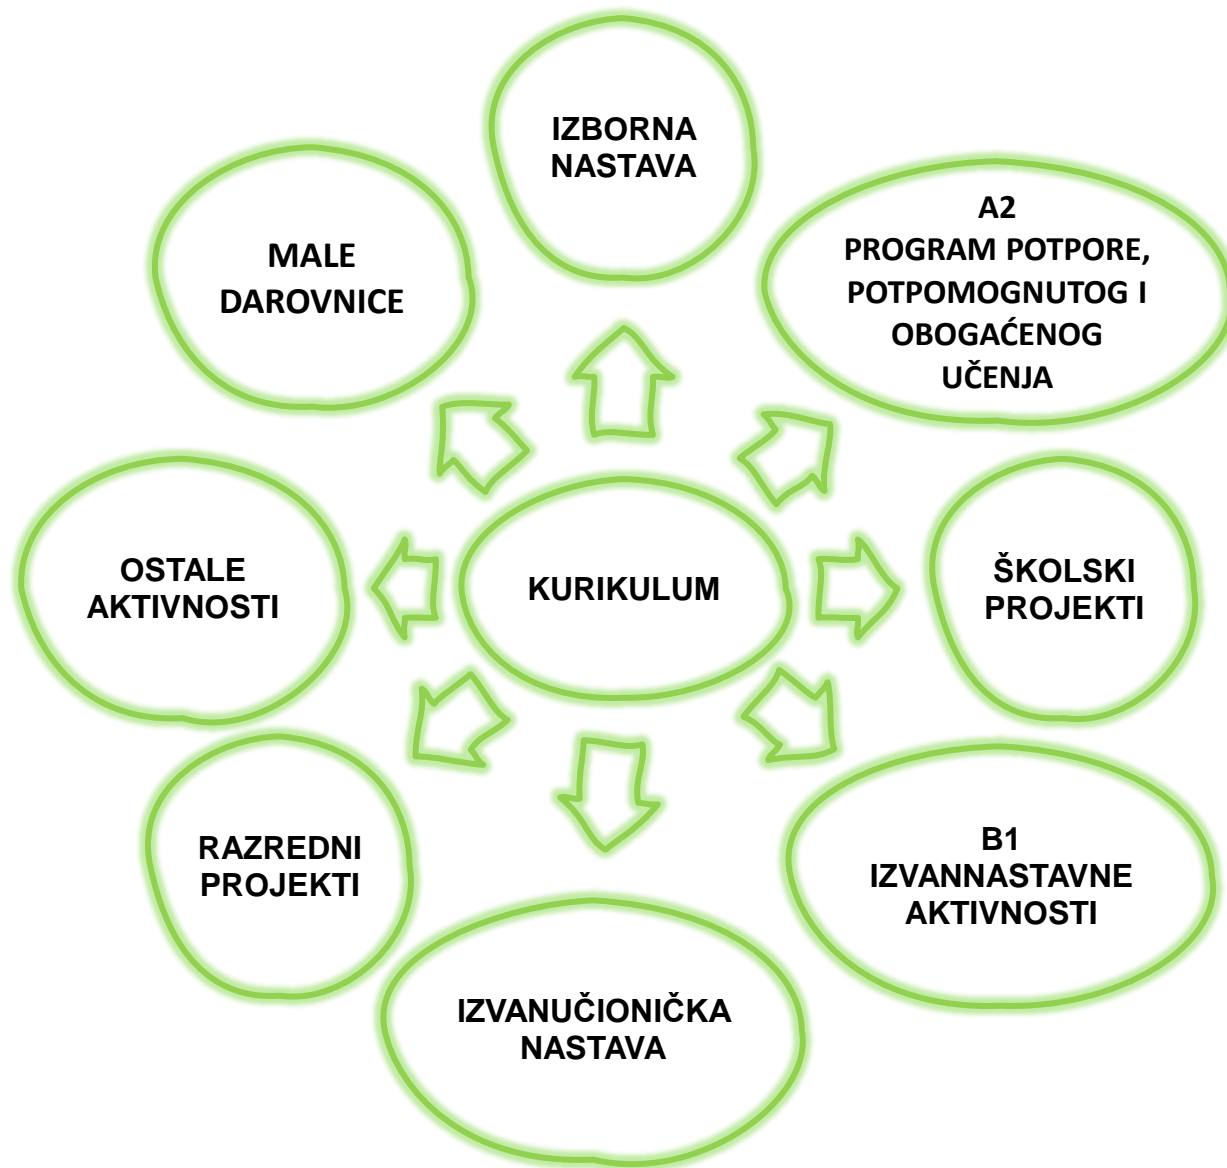 IZBORNA
NASTAVA
A2
PROGRAM POTPORE,
POTPOMOGNUTOG I
OBOGAĆENOG
UČENJA
MALE
DAROVNICE
OSTALE
AKTIVNOSTI
KURIKULUM
ŠKOLSKI
PROJEKTI
RAZREDNI
PROJEKTI
B1
IZVANNASTAVNE
AKTIVNOSTI
IZVANUČIONIČKA
NASTAVA